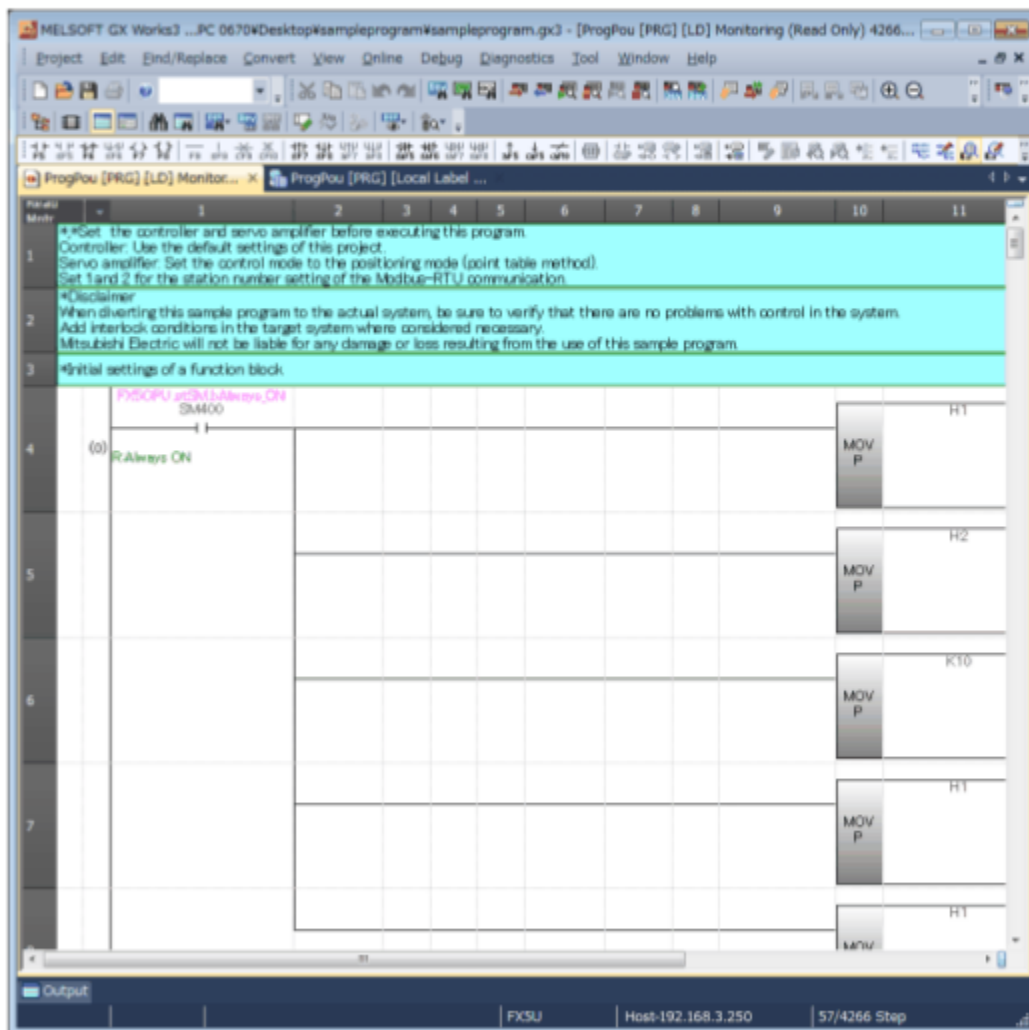 MELSOFT GX Works3 ...PC 0670¥Desktop¥sampleprogram¥sampleprogram.gx3 - [ProgPou [PRG] [LD] Monitoring (Read Only) 4266...
Project Edit Find/Replace Convert View Online Debug Diagnostics Tool Window Help
ProgPou [PRG] [LD] Monitor... ProgPou [PRG] [Local Label ...
1 2 3 4 5 6 7 8 9 10 11
1 *,*Set the controller and servo amplifier before executing this program.
Controller: Use the default settings of this project.
Servo amplifier: Set the control mode to the positioning mode (point table method).
Set 1and 2 for the station number setting of the Modbus-RTU communication.
2 *Disclaimer
When diverting this sample program to the actual system, be sure to verify that there are no problems with control in the system.
Add interlock conditions in the target system where considered necessary.
Mitsubishi Electric will not be liable for any damage or loss resulting from the use of this sample program.
3 *Initial settings of a function block
FX5CPU.stSM.bAlways_ON
SM400
H1
4 (0)
MOV
P
R:Always ON
H2
5
MOV
P
K10
6
MOV
P
H1
7
MOV
P
H1
MOV
Output
FX5U Host-192.168.3.250 57/4266 Step